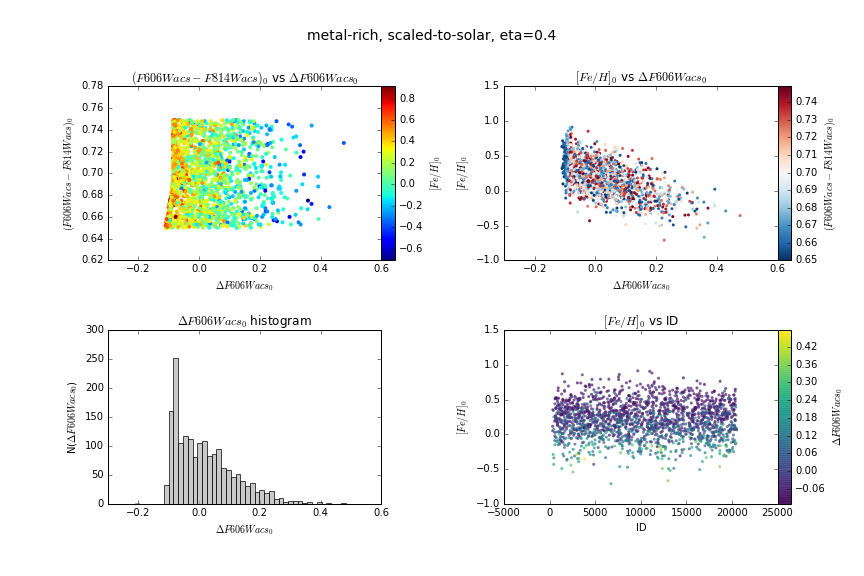 metal-rich, scaled-to-solar, eta=0.4
(F606Wacs − F814Wacs)₀ vs ΔF606Wacs₀
0.78
0.76
0.74
0.72
0.70
0.68
0.66
0.64
0.62
(F606Wacs − F814Wacs)₀
−0.2 0.0 0.2 0.4 0.6
ΔF606Wacs₀
0.8
0.4
0.0
−0.4
−0.6
[Fe/H]₀
[Fe/H]₀ vs ΔF606Wacs₀
1.5
1.0
0.5
0.0
−0.5
−1.0
[Fe/H]₀
−0.2 0.0 0.2 0.4 0.6
ΔF606Wacs₀
0.74
0.73
0.72
0.71
0.70
0.69
0.68
0.67
0.66
0.65
(F606Wacs − F814Wacs)₀
ΔF606Wacs₀ histogram
300
250
200
150
100
50
0
N(ΔF606Wacs₀)
−0.2 0.0 0.2 0.4 0.6
ΔF606Wacs₀
[Fe/H]₀ vs ID
1.5
1.0
0.5
0.0
−0.5
−1.0
[Fe/H]₀
−5000 0 5000 10000 15000 20000 25000
ID
0.42
0.36
0.30
0.24
0.18
0.12
0.06
0.00
−0.06
ΔF606Wacs₀